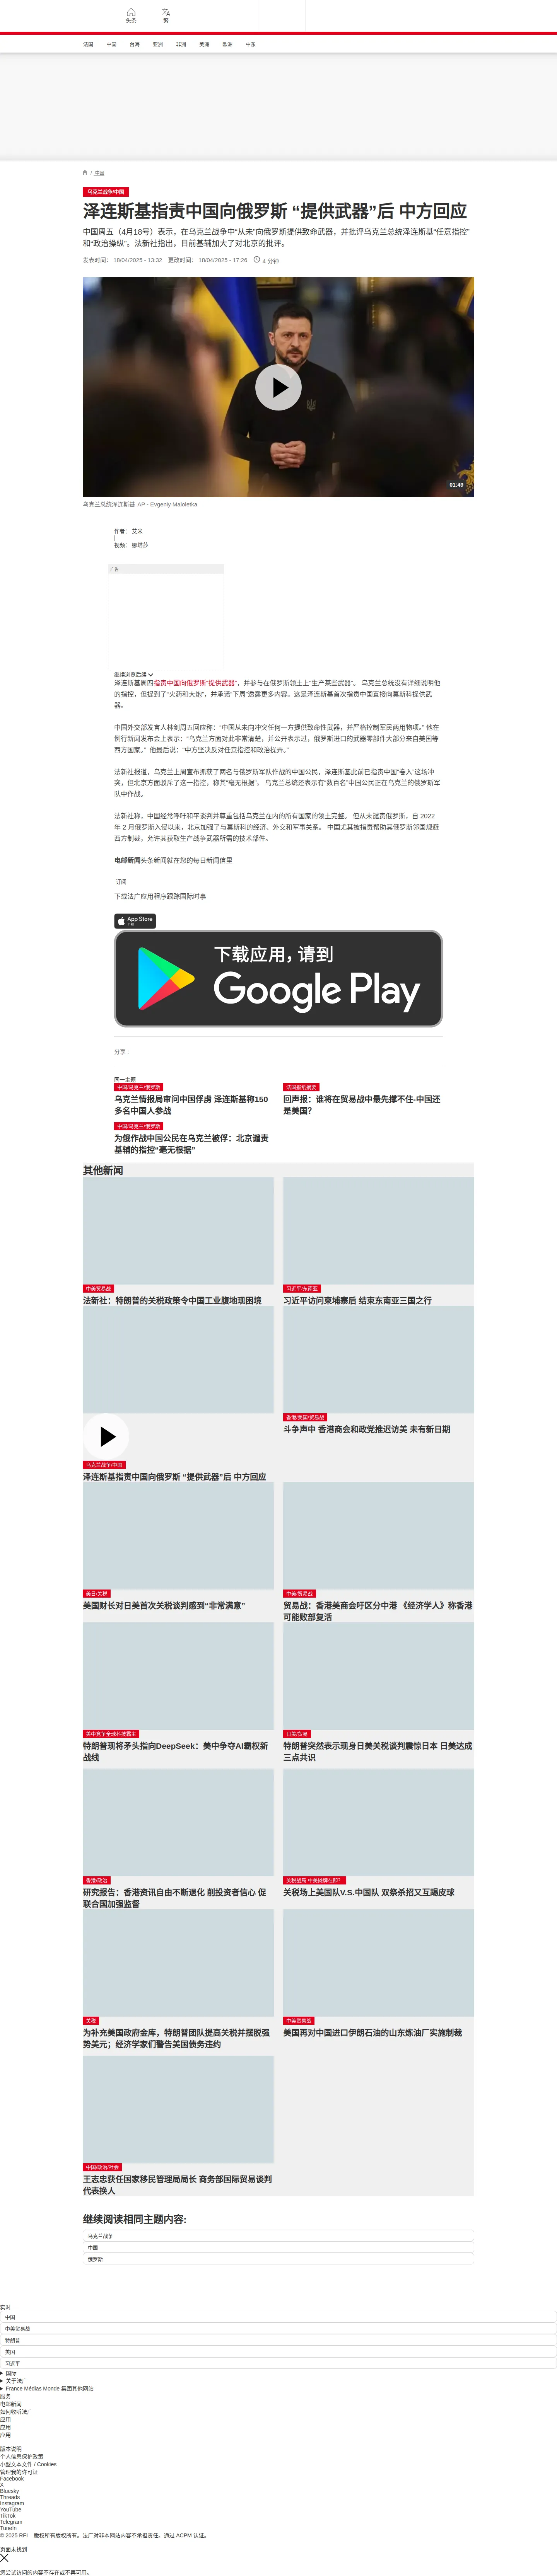 头条
繁
法国 中国 台海 亚洲 非洲 美洲 欧洲 中东
/ 中国
乌克兰战争/中国
泽连斯基指责中国向俄罗斯 “提供武器”后 中方回应
中国周五（4月18号）表示，在乌克兰战争中“从未”向俄罗斯提供致命武器，并批评乌克兰总统泽连斯基“任意指控”
和“政治操纵”。法新社指出，目前基辅加大了对北京的批评。
发表时间： 18/04/2025 - 13:32 更改时间： 18/04/2025 - 17:26 4 分钟
01:49
乌克兰总统泽连斯基 AP - Evgeniy Maloletka
作者： 艾米
|
视频： 娜塔莎
广告
继续浏览后续
泽连斯基周四指责中国向俄罗斯“提供武器”，并参与在俄罗斯领土上“生产某些武器”。 乌克兰总统没有详细说明他
的指控，但提到了“火药和大炮”，并承诺“下周”透露更多内容。这是泽连斯基首次指责中国直接向莫斯科提供武
器。
中国外交部发言人林剑周五回应称：“中国从未向冲突任何一方提供致命性武器，并严格控制军民两用物项。” 他在
例行新闻发布会上表示：“乌克兰方面对此非常清楚，并公开表示过，俄罗斯进口的武器零部件大部分来自美国等
西方国家。” 他最后说：“中方坚决反对任意指控和政治操弄。”
法新社报道，乌克兰上周宣布抓获了两名与俄罗斯军队作战的中国公民，泽连斯基此前已指责中国“卷入”这场冲
突，但北京方面驳斥了这一指控，称其“毫无根据”。 乌克兰总统还表示有“数百名”中国公民正在乌克兰的俄罗斯军
队中作战。
法新社称，中国经常呼吁和平谈判并尊重包括乌克兰在内的所有国家的领土完整。 但从未谴责俄罗斯，自 2022
年 2 月俄罗斯入侵以来，北京加强了与莫斯科的经济、外交和军事关系。 中国尤其被指责帮助其俄罗斯邻国规避
西方制裁，允许其获取生产战争武器所需的技术部件。
电邮新闻头条新闻就在您的每日新闻信里
订阅
下载法广应用程序跟踪国际时事
App Store
下载
下载应用，请到
Google Play
分享 :
同一主题
中国/乌克兰/俄罗斯
乌克兰情报局审问中国俘虏 泽连斯基称150
多名中国人参战
法国报纸摘要
回声报：谁将在贸易战中最先撑不住-中国还
是美国？
中国/乌克兰/俄罗斯
为俄作战中国公民在乌克兰被俘：北京谴责
基辅的指控“毫无根据”
其他新闻
中美贸易战
法新社：特朗普的关税政策令中国工业腹地现困境
习近平/东南亚
习近平访问柬埔寨后 结束东南亚三国之行
乌克兰战争/中国
泽连斯基指责中国向俄罗斯 “提供武器”后 中方回应
香港/美国/贸易战
斗争声中 香港商会和政党推迟访美 未有新日期
美日/关税
美国财长对日美首次关税谈判感到“非常满意”
中美/贸易战
贸易战：香港美商会吁区分中港 《经济学人》称香港
可能败部复活
美中竞争全球科技霸主
特朗普现将矛头指向DeepSeek：美中争夺AI霸权新
战线
日美/贸易
特朗普突然表示现身日美关税谈判震惊日本 日美达成
三点共识
香港/政治
研究报告：香港资讯自由不断退化 削投资者信心 促
联合国加强监督
关税战局 中美摊牌在即？
关税场上美国队V.S.中国队 双祭杀招又互踢皮球
关税
为补充美国政府金库，特朗普团队提高关税并摆脱强
势美元；经济学家们警告美国债务违约
中美贸易战
美国再对中国进口伊朗石油的山东炼油厂实施制裁
中国/政治/社会
王志忠获任国家移民管理局局长 商务部国际贸易谈判
代表换人
继续阅读相同主题内容:
乌克兰战争
中国
俄罗斯
实时
中国
中美贸易战
特朗普
美国
习近平
国际
关于法广
France Médias Monde 集团其他网站
服务
电邮新闻
如何收听法广
应用
应用
应用
版本说明
个人信息保护政策
小型文本文件 / Cookies
管理我的许可证
Facebook
X
Bluesky
Threads
Instagram
YouTube
TikTok
Telegram
TuneIn
© 2025 RFI – 版权所有版权所有。法广对非本网站内容不承担责任。通过 ACPM 认证。
页面未找到
您尝试访问的内容不存在或不再可用。